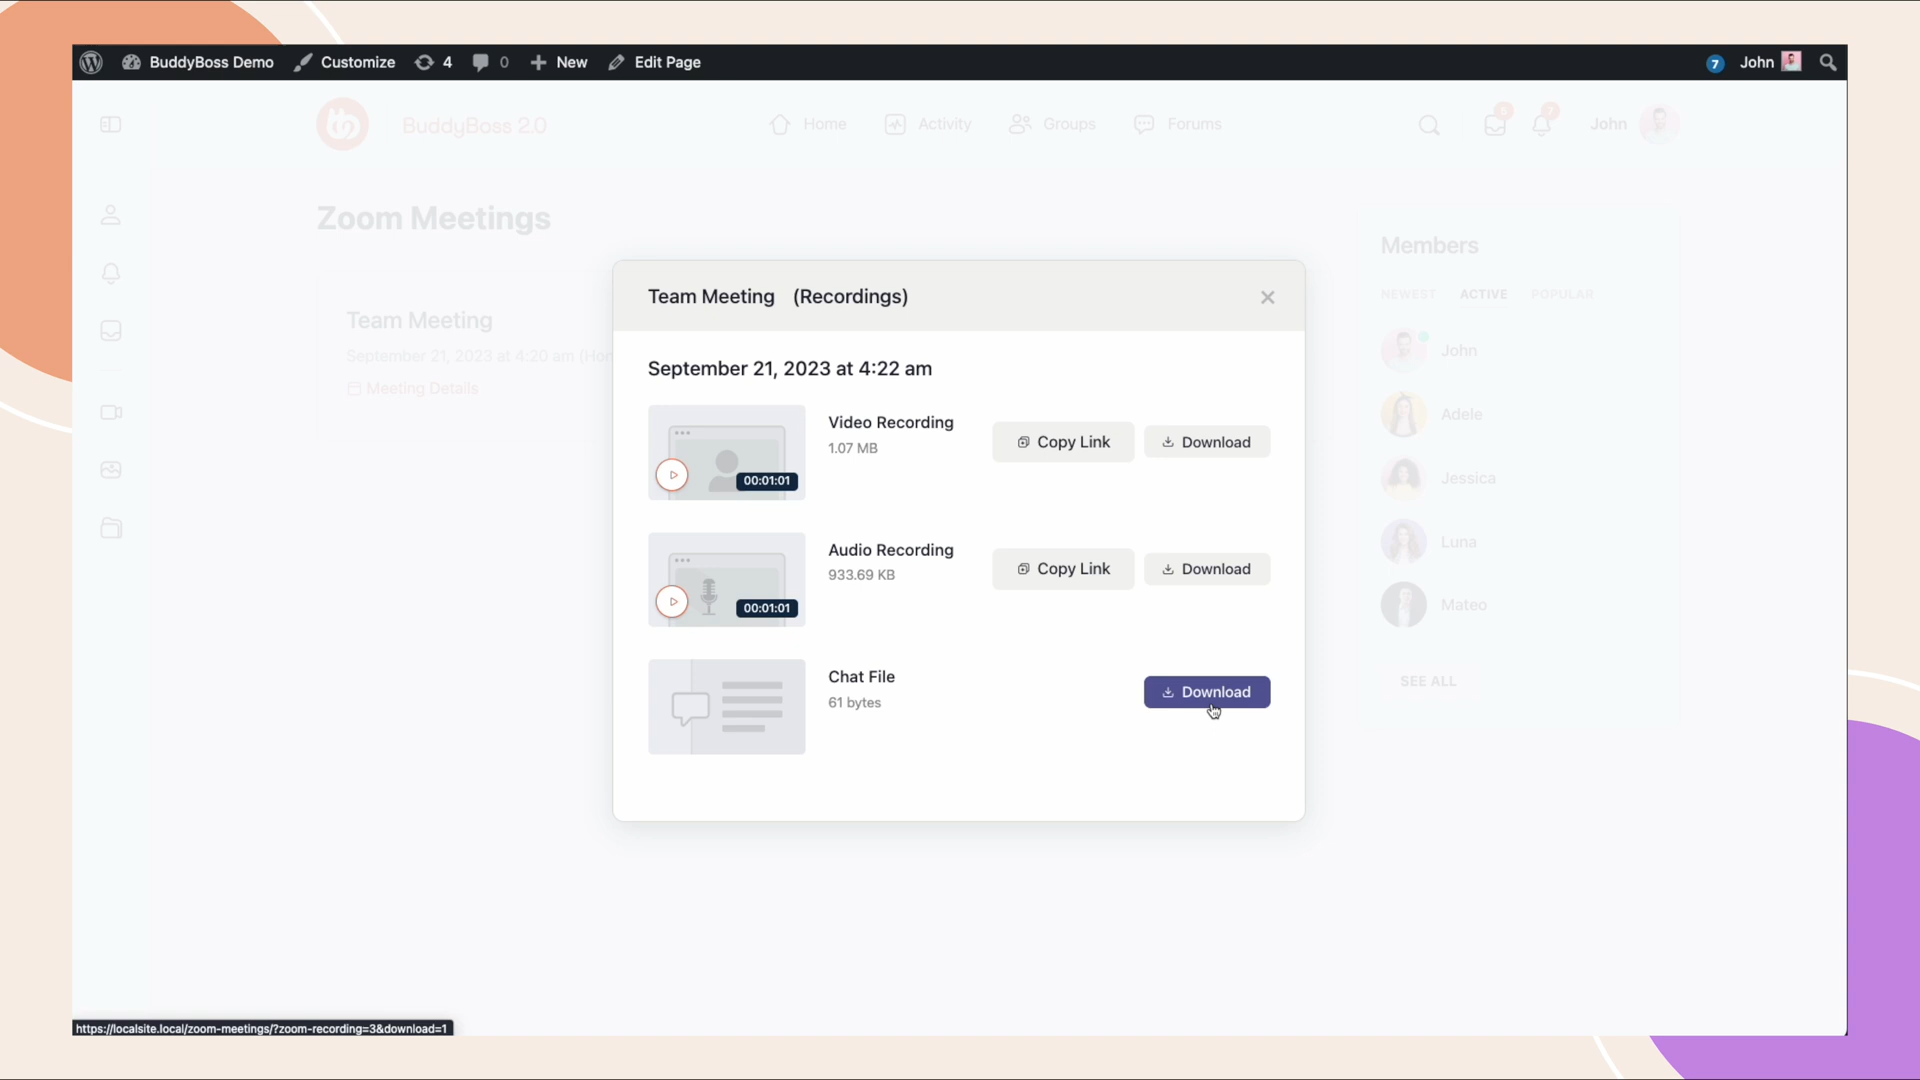 BuddyBoss Demo Customize 4 0 New Edit Page 7 John
BuddyBoss 2.0 Home Activity Groups Forums John
Zoom Meetings
Team Meeting
September 21, 2023 at 4:20 am (Hon
Meeting Details
Team Meeting (Recordings)
September 21, 2023 at 4:22 am
Video Recording
1.07 MB
Copy Link Download
00:01:01
Audio Recording
933.69 KB
Copy Link Download
00:01:01
Chat File
61 bytes
Download
Members
NEWEST ACTIVE POPULAR
John
Adele
Jessica
Luna
Mateo
SEE ALL
https://localsite.local/zoom-meetings/?zoom-recording=3&download=1